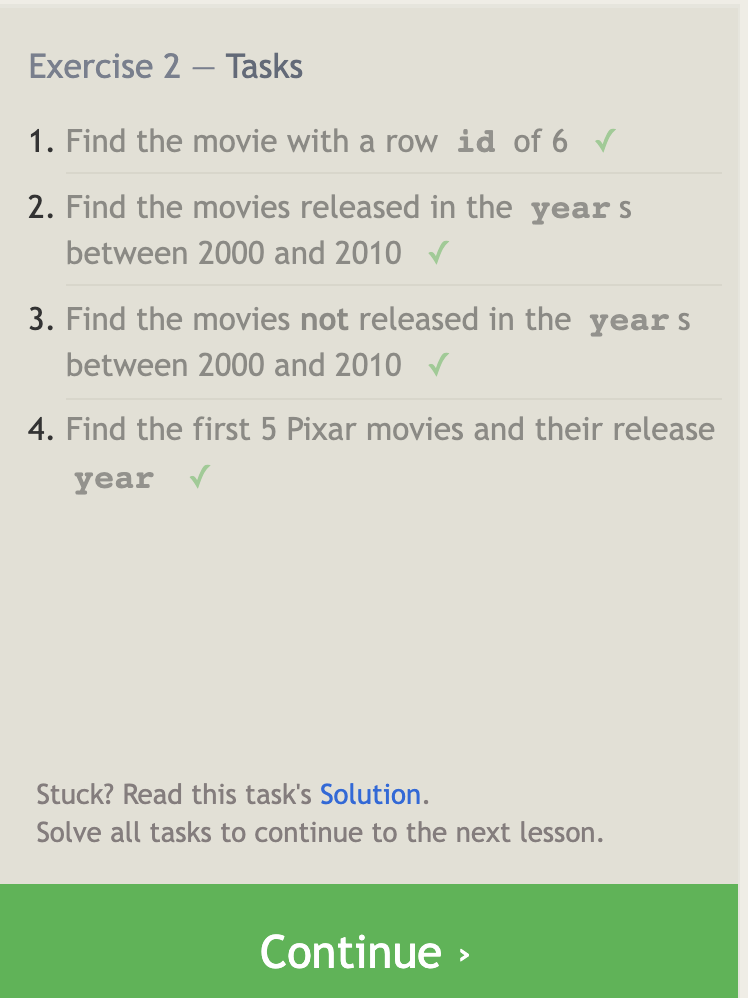 Exercise 2 — Tasks
1. Find the movie with a row id of 6 ✓
2. Find the movies released in the year s
between 2000 and 2010 ✓
3. Find the movies not released in the year s
between 2000 and 2010 ✓
4. Find the first 5 Pixar movies and their release
year ✓
Stuck? Read this task's Solution.
Solve all tasks to continue to the next lesson.
Continue ›